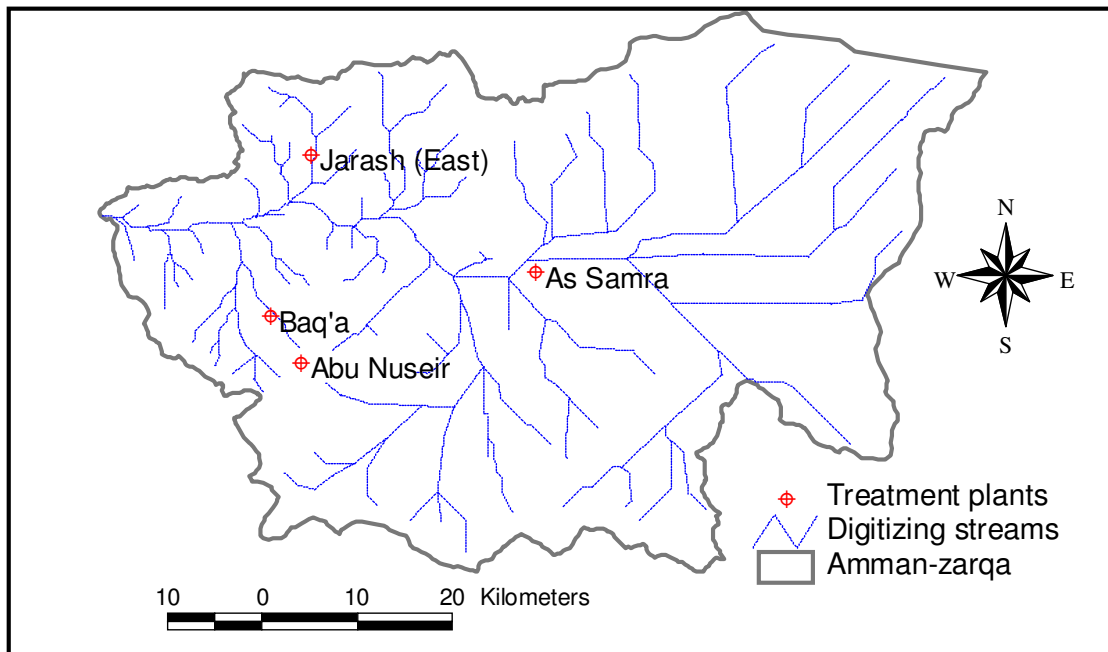 Jarash (East)
N
As Samra
W
E
Baq'a
S
Abu Nuseir
Treatment plants
Digitizing streams
Amman-zarqa
10 0 10 20 Kilometers